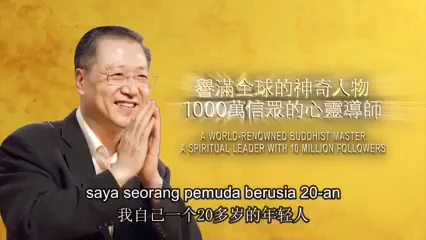 譽滿全球的神奇人物
1000萬信眾的心靈導師
A WORLD-RENOWNED BUDDHIST MASTER
A SPIRITUAL LEADER WITH 10 MILLION FOLLOWERS
saya seorang pemuda berusia 20-an
我自己一个20多岁的年轻人